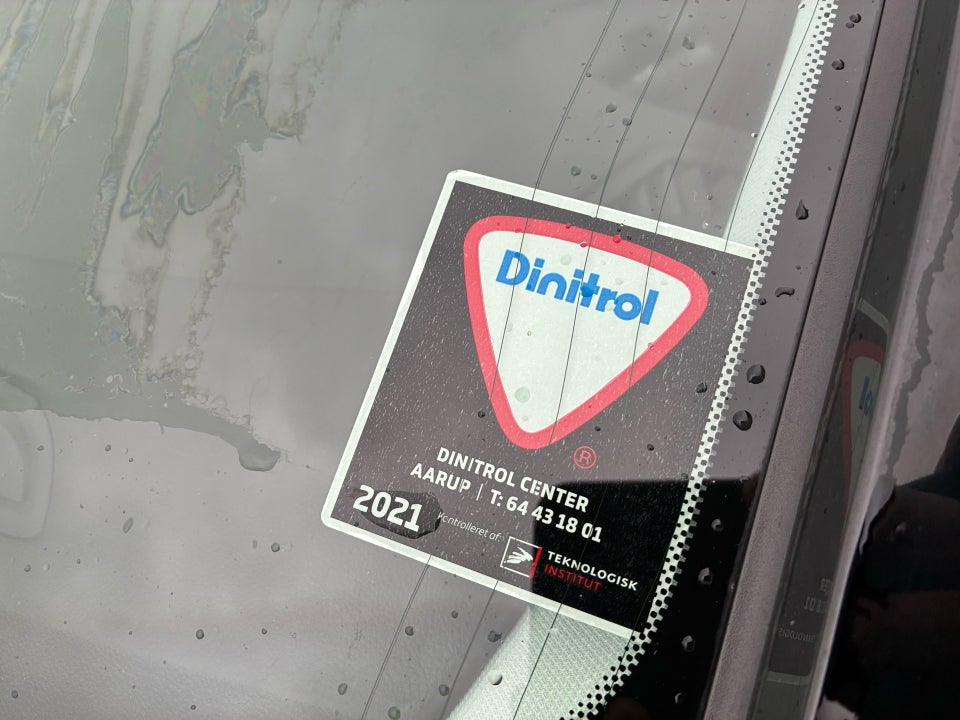 Dinitrol
®
DINITROL CENTER
AARUP | T: 64 43 18 01
2021
Kontrolleret af:
TEKNOLOGISK
INSTITUT